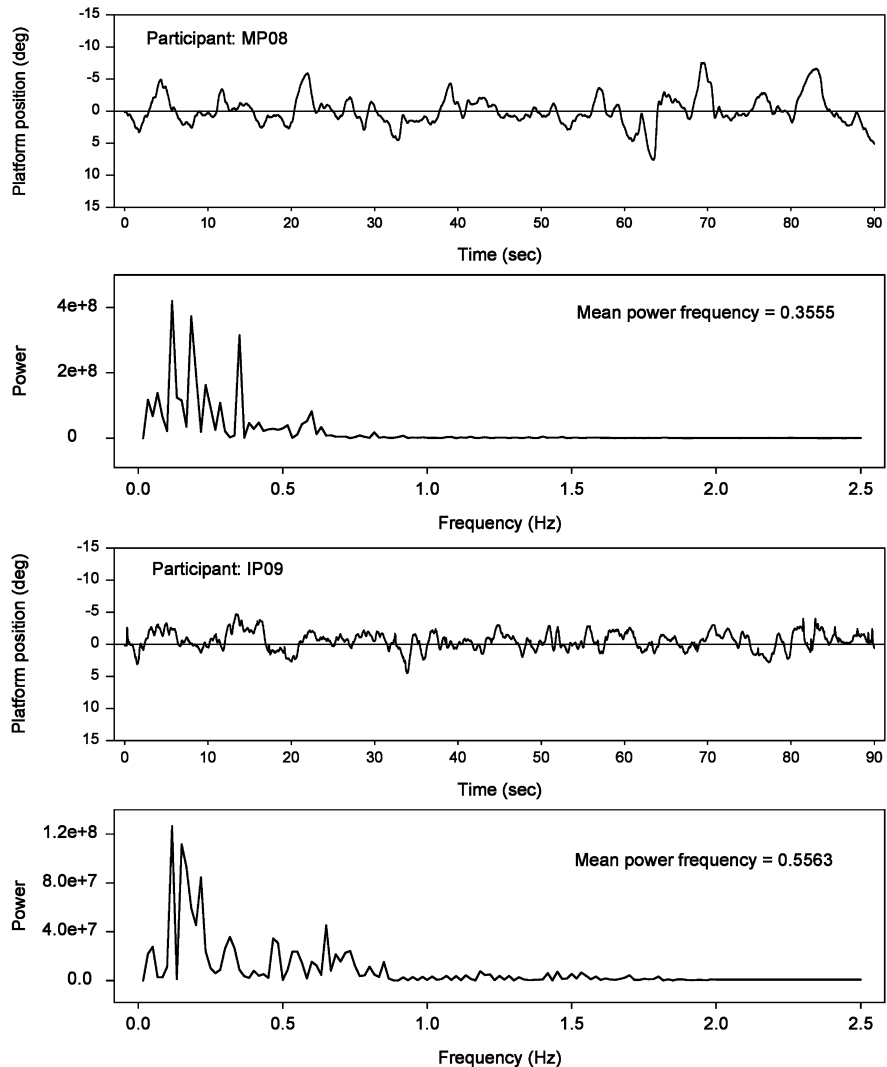 Participant: MP08
Platform position (deg)
-15
-10
-5
0
5
10
15
0 10 20 30 40 50 60 70 80 90
Time (sec)
Mean power frequency = 0.3555
Power
4e+8
2e+8
0
0.0 0.5 1.0 1.5 2.0 2.5
Frequency (Hz)
Participant: IP09
Platform position (deg)
-15
-10
-5
0
5
10
15
0 10 20 30 40 50 60 70 80 90
Time (sec)
Mean power frequency = 0.5563
Power
1.2e+8
8.0e+7
4.0e+7
0.0
0.0 0.5 1.0 1.5 2.0 2.5
Frequency (Hz)